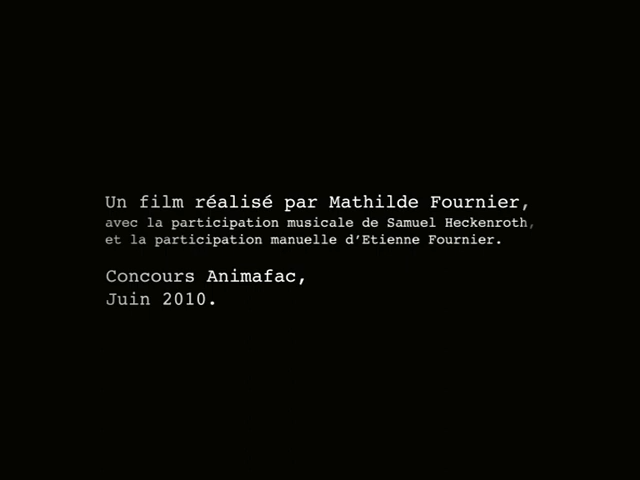 Un film réalisé par Mathilde Fournier,
avec la participation musicale de Samuel Heckenroth,
et la participation manuelle d’Etienne Fournier.
Concours Animafac,
Juin 2010.